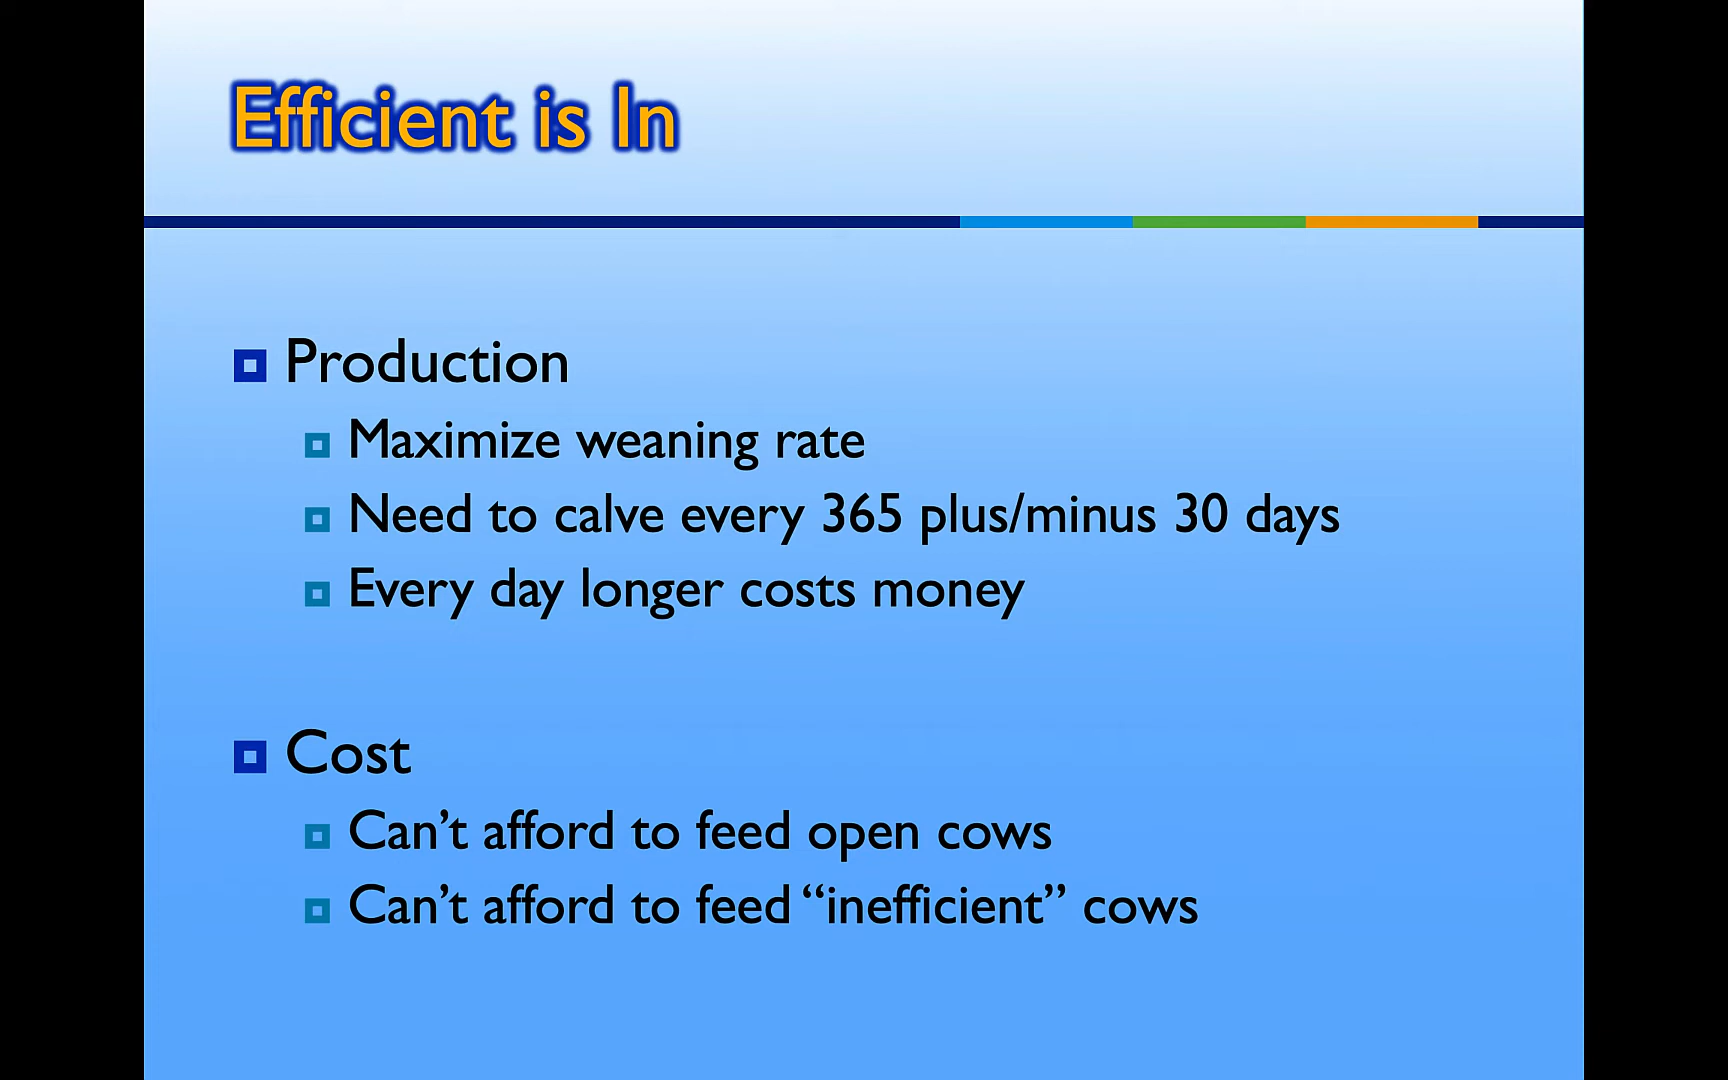 Efficient is In
Production
Maximize weaning rate
Need to calve every 365 plus/minus 30 days
Every day longer costs money
Cost
Can’t afford to feed open cows
Can’t afford to feed “inefficient” cows